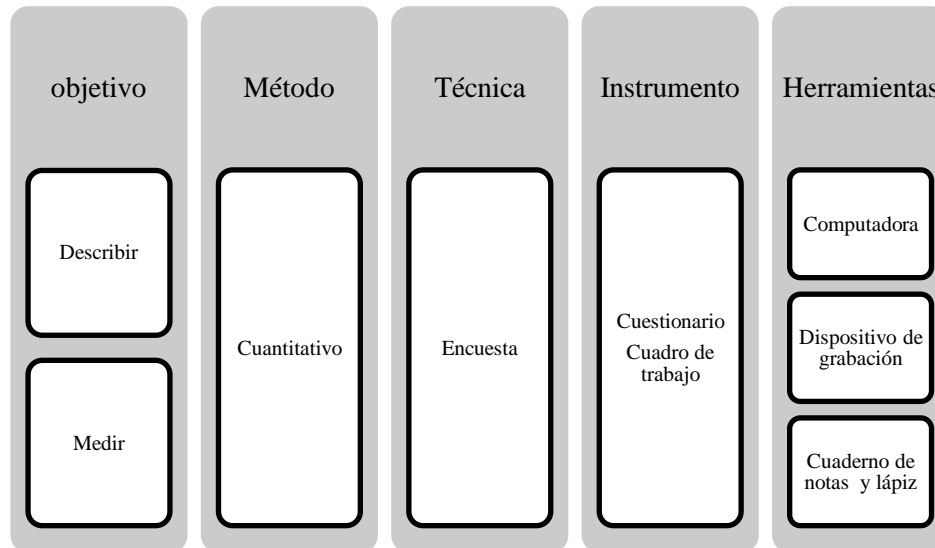 objetivo
Método
Técnica
Instrumento
Herramientas
Describir
Medir
Cuantitativo
Encuesta
Cuestionario
Cuadro de
trabajo
Computadora
Dispositivo de
grabación
Cuaderno de
notas y lápiz